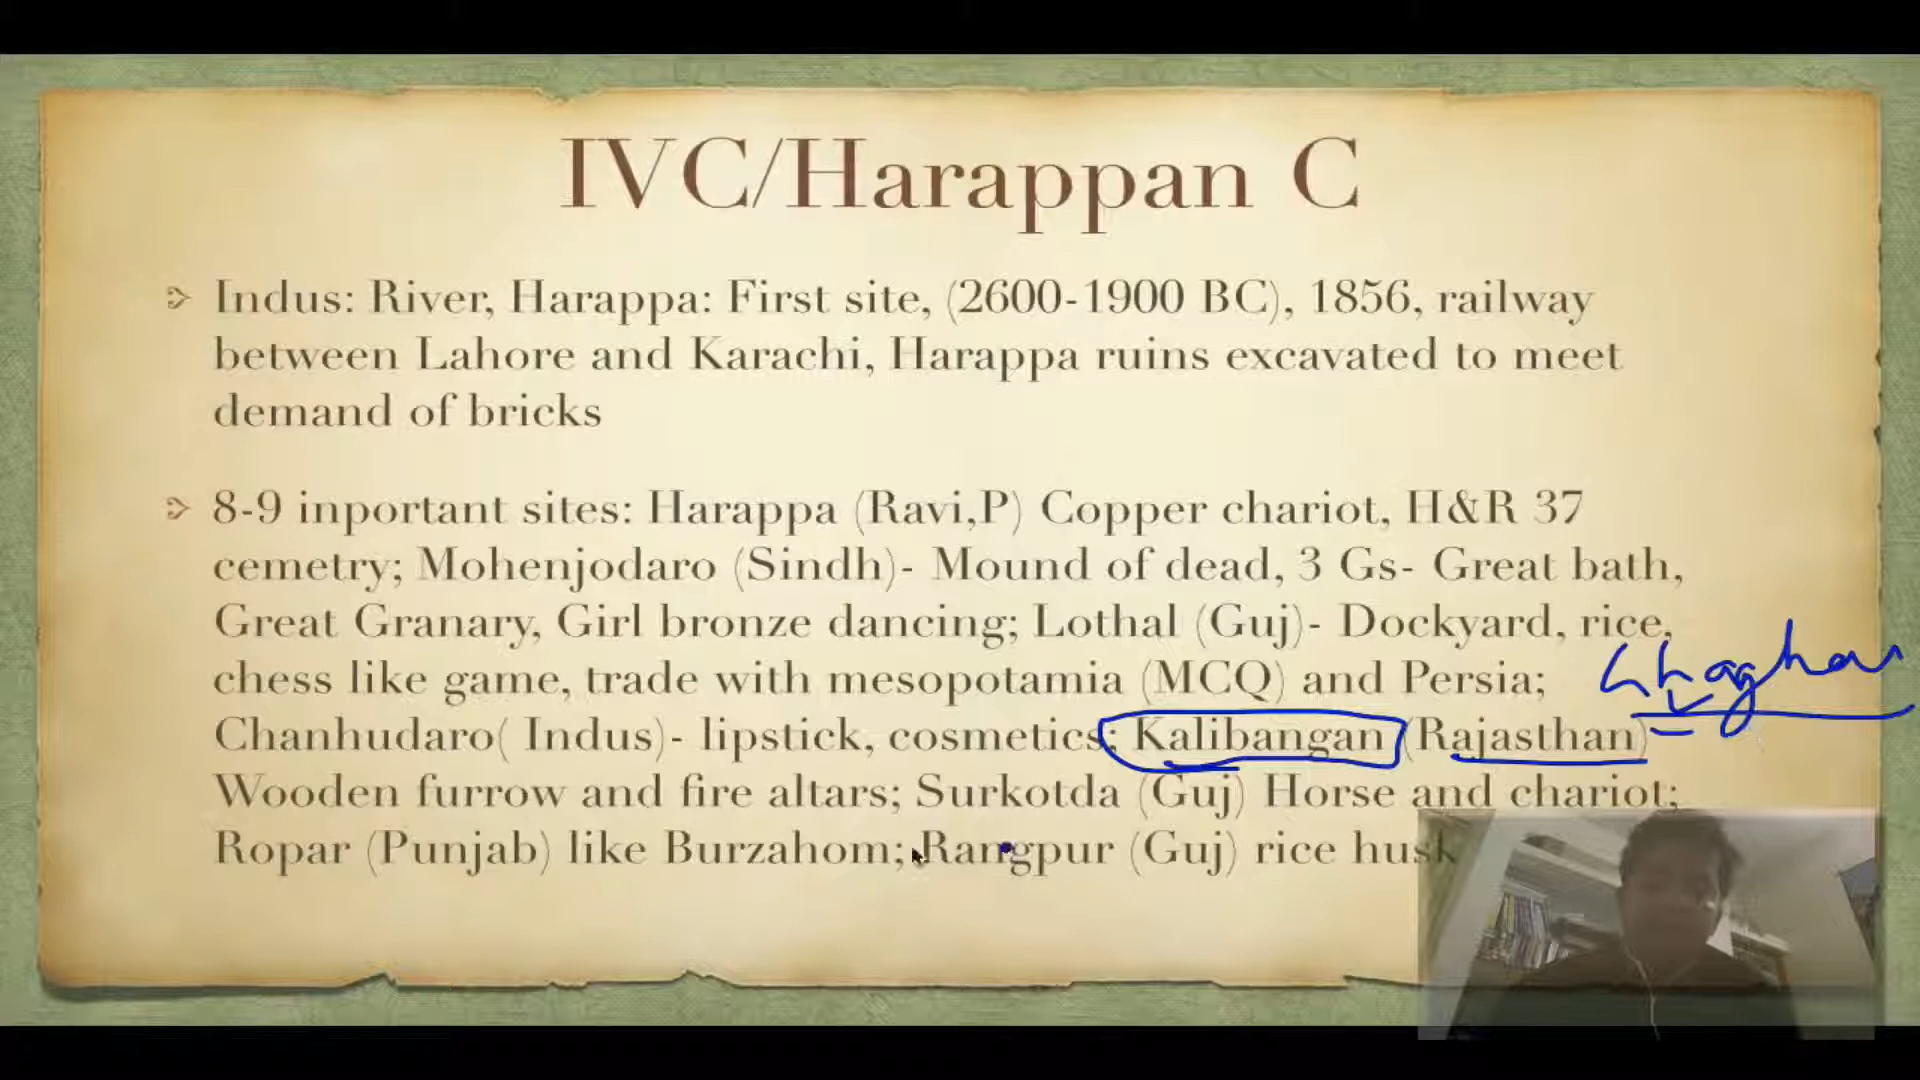 IVC/Harappan C
Indus: River, Harappa: First site, (2600-1900 BC), 1856, railway
between Lahore and Karachi, Harappa ruins excavated to meet
demand of bricks
8-9 inportant sites: Harappa (Ravi,P) Copper chariot, H&R 37
cemetry; Mohenjodaro (Sindh)- Mound of dead, 3 Gs- Great bath,
Great Granary, Girl bronze dancing; Lothal (Guj)- Dockyard, rice,
chess like game, trade with mesopotamia (MCQ) and Persia;
Chanhudaro( Indus)- lipstick, cosmetics; Kalibangan (Rajasthan)
Wooden furrow and fire altars; Surkotda (Guj) Horse and chariot;
Ropar (Punjab) like Burzahom; Rangpur (Guj) rice husk